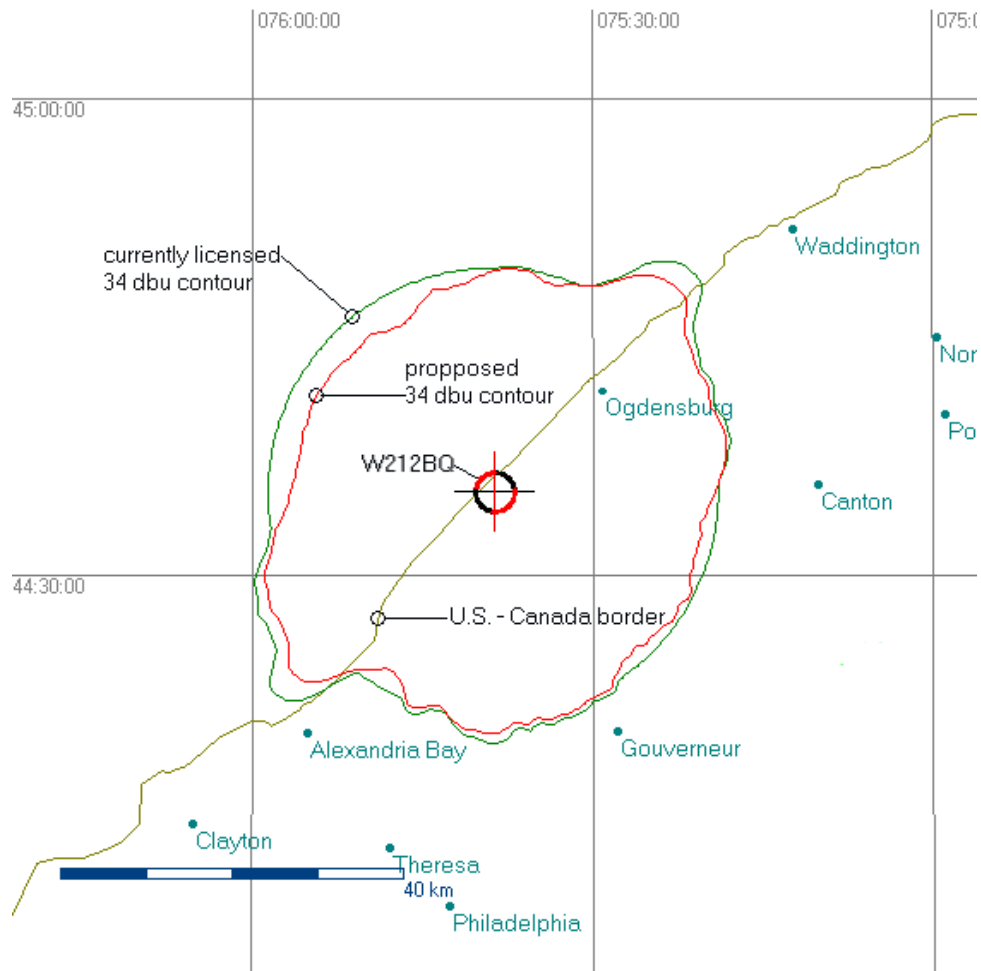 076:00:00
075:30:00
45:00:00
Waddington
currently licensed
34 dbu contour
propposed
34 dbu contour
Ogdensburg
W212BQ
Canton
44:30:00
U.S. - Canada border
Alexandria Bay
Gouverneur
Clayton
Theresa
40 km
Philadelphia